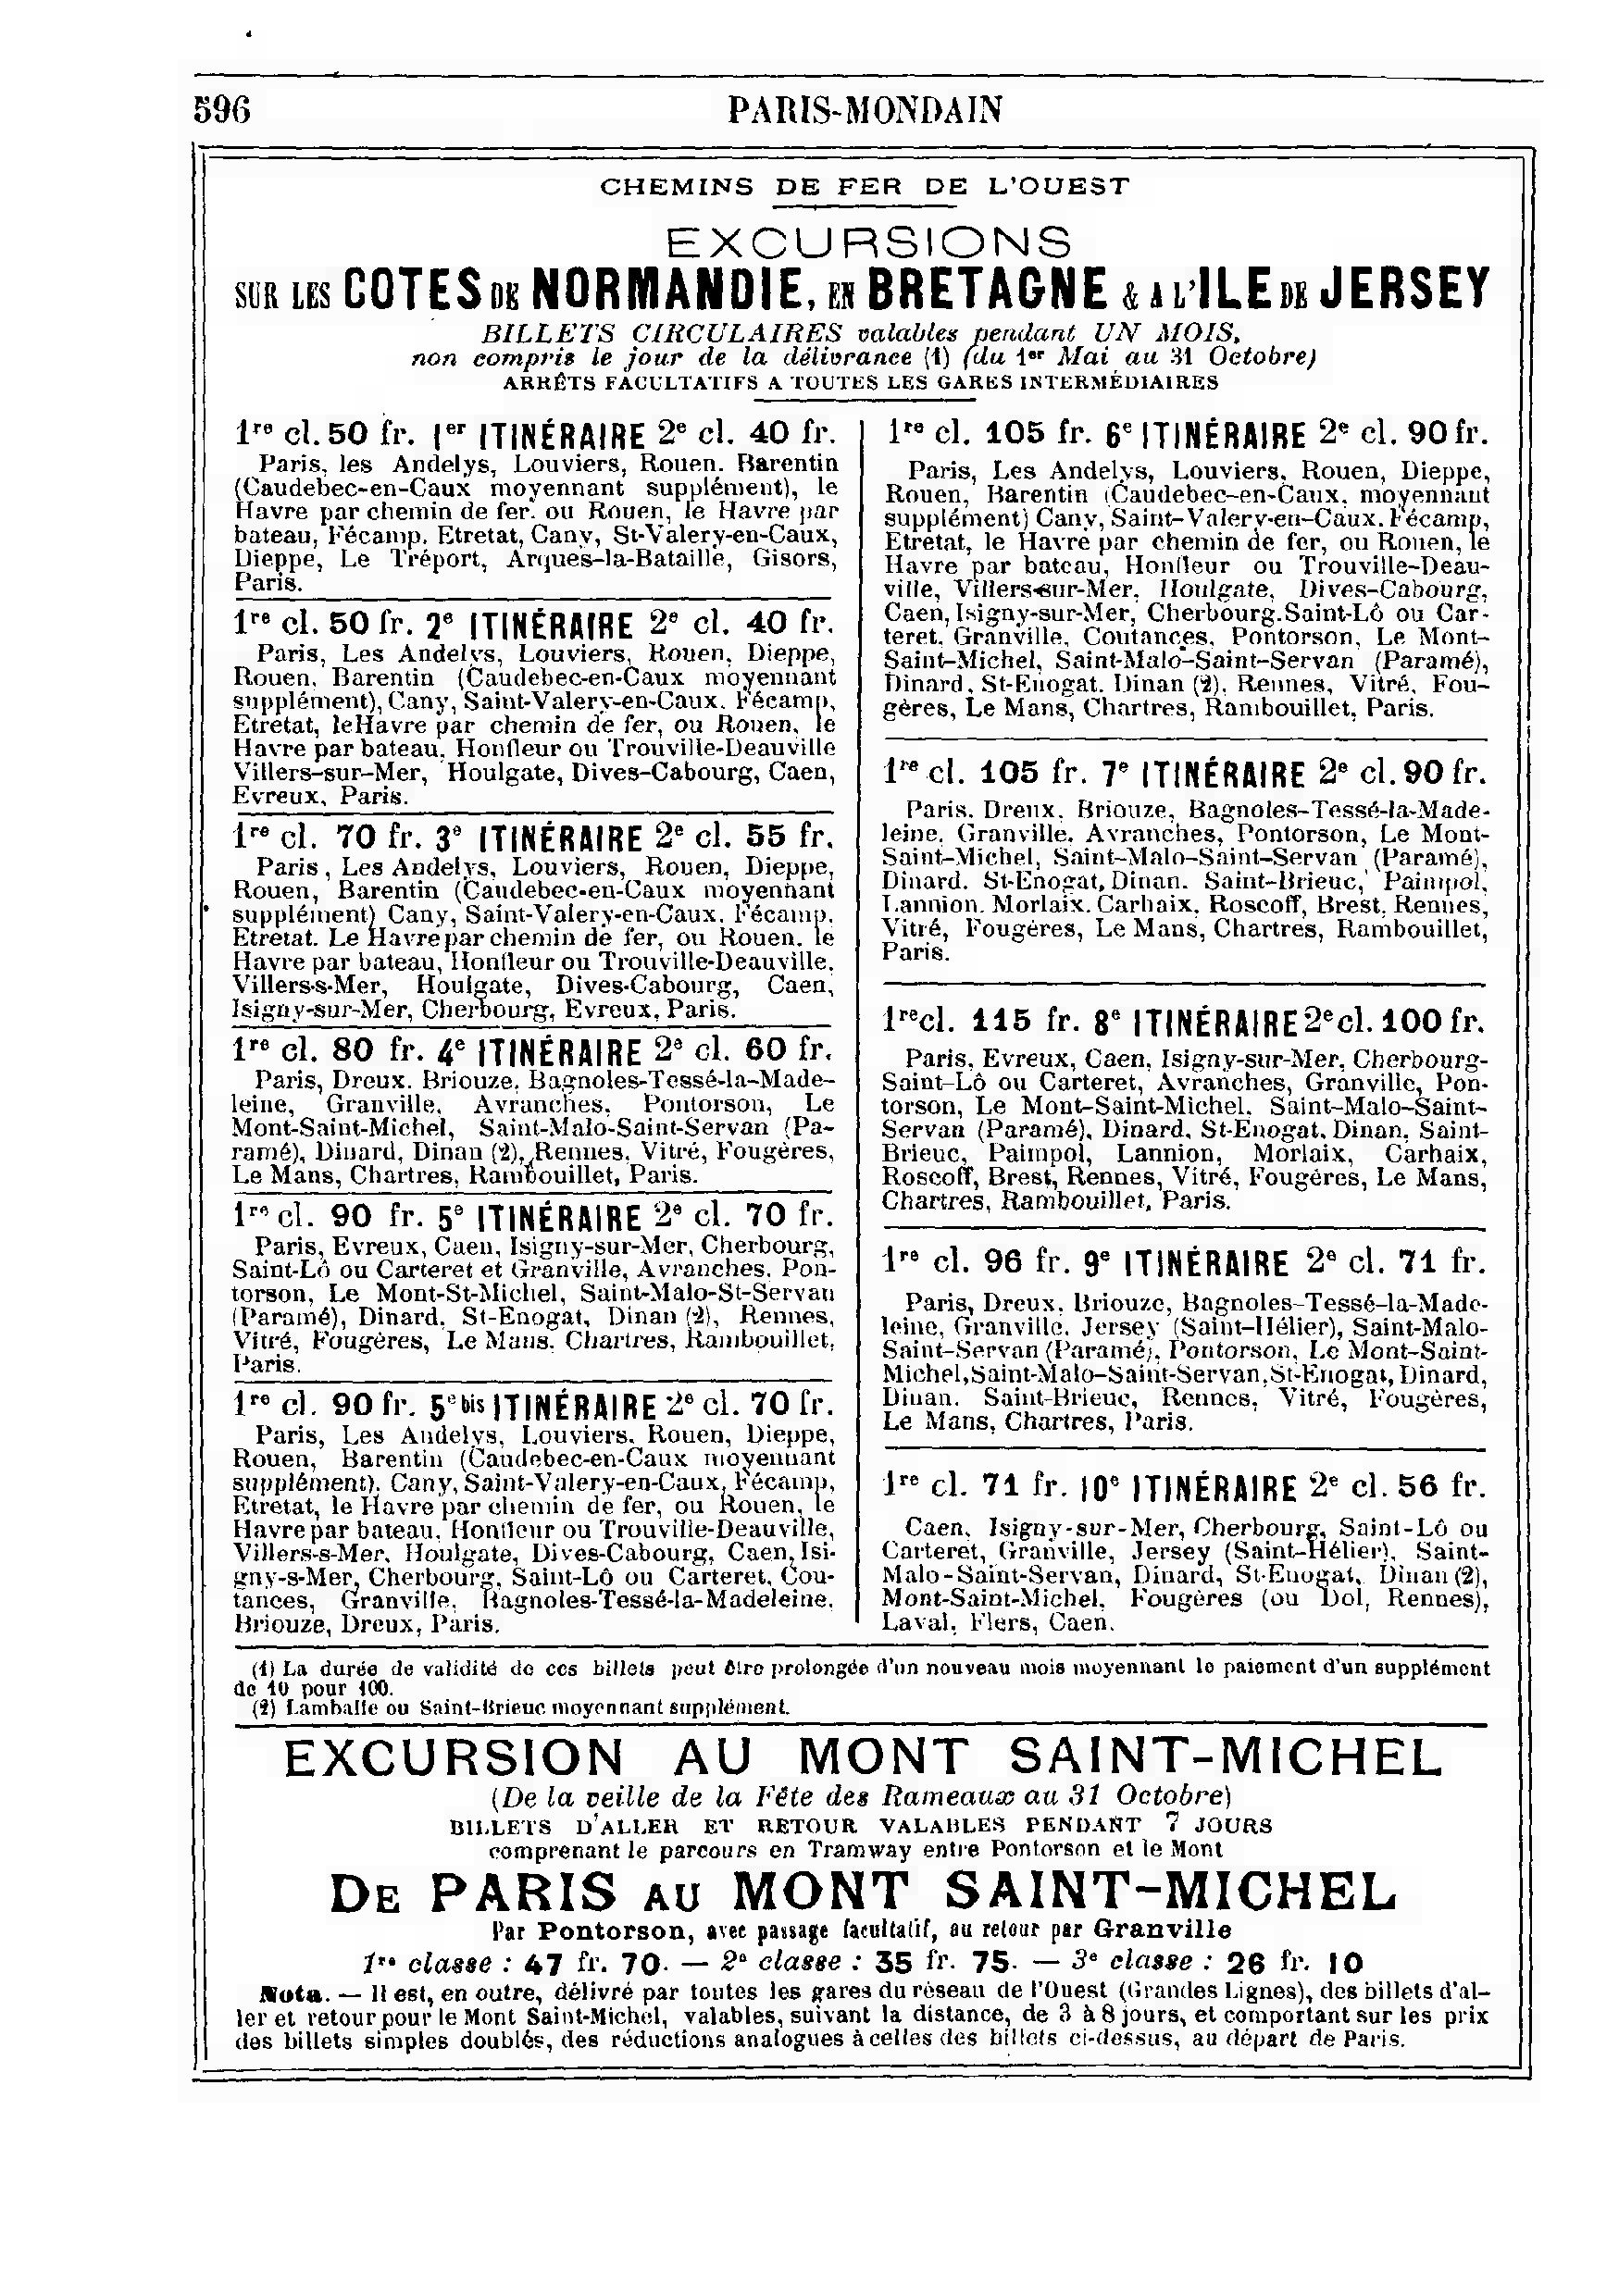 596
PARIS-MONDAIN
CHEMINS DE FER DE L'OUEST
EXCURSIONS
SUR LES COTES DE NORMANDIE, EN BRETAGNE & A L'ILE DE JERSEY
BILLETS CIRCULAIRES valables pendant UN MOIS,
non compris le jour de la délivrance (1) (du 1er Mai au 31 Octobre)
ARRÊTS FACULTATIFS A TOUTES LES GARES INTERMÉDIAIRES
1re cl. 50 fr. 1er ITINÉRAIRE 2e cl. 40 fr.
Paris, les Andelys, Louviers, Rouen. Barentin
(Caudebec-en-Caux moyennant supplément), le
Havre par chemin de fer. ou Rouen, le Havre par
bateau, Fécamp. Etretat, Cany, St-Valery-en-Caux,
Dieppe, Le Tréport, Arques-la-Bataille, Gisors,
Paris.
1re cl. 50 fr. 2e ITINÉRAIRE 2e cl. 40 fr.
Paris, Les Andelys, Louviers, Rouen, Dieppe,
Rouen. Barentin (Caudebec-en-Caux moyennant
supplément), Cany, Saint-Valery-en-Caux. Fécamp,
Etretat, le Havre par chemin de fer, ou Rouen, le
Havre par bateau. Honfleur ou Trouville-Deauville
Villers-sur-Mer, Houlgate, Dives-Cabourg, Caen,
Evreux, Paris.
1re cl. 70 fr. 3e ITINÉRAIRE 2e cl. 55 fr.
Paris, Les Andelys, Louviers, Rouen, Dieppe,
Rouen, Barentin (Caudebec-en-Caux moyennant
supplément) Cany, Saint-Valery-en-Caux. Fécamp.
Etretat. Le Havre par chemin de fer, ou Rouen. le
Havre par bateau, Honfleur ou Trouville-Deauville.
Villers-s-Mer, Houlgate, Dives-Cabourg, Caen,
Isigny-sur-Mer, Cherbourg, Evreux, Paris.
1re cl. 80 fr. 4e ITINÉRAIRE 2e cl. 60 fr.
Paris, Dreux. Briouze. Bagnoles-Tessé-la-Made-
leine, Granville, Avranches, Pontorson, Le
Mont-Saint-Michel, Saint-Malo-Saint-Servan (Pa-
ramé), Dinard, Dinan (2), Rennes, Vitré, Fougères,
Le Mans, Chartres, Rambouillet, Paris.
1re cl. 90 fr. 5e ITINÉRAIRE 2e cl. 70 fr.
Paris, Evreux, Caen, Isigny-sur-Mer, Cherbourg,
Saint-Lô ou Carteret et Granville, Avranches. Pon-
torson, Le Mont-St-Michel, Saint-Malo-St-Servan
(Paramé), Dinard, St-Enogat, Dinan (2), Rennes,
Vitré, Fougères, Le Mans. Chartres, Rambouillet,
Paris.
1re cl. 90 fr. 5e bis ITINÉRAIRE 2e cl. 70 fr.
Paris, Les Andelys, Louviers. Rouen, Dieppe,
Rouen, Barentin (Caudebec-en-Caux moyennant
supplément). Cany, Saint-Valery-en-Caux, Fécamp,
Etretat, le Havre par chemin de fer, ou Rouen, le
Havre par bateau, Honfleur ou Trouville-Deauville,
Villers-s-Mer. Houlgate, Dives-Cabourg, Caen, Isi-
gny-s-Mer, Cherbourg, Saint-Lô ou Carteret, Cou-
tances, Granville, Bagnoles-Tessé-la-Madeleine,
Briouze, Dreux, Paris.
1re cl. 105 fr. 6e ITINÉRAIRE 2e cl. 90 fr.
Paris, Les Andelys, Louviers, Rouen, Dieppe,
Rouen, Barentin (Caudebec-en-Caux, moyennant
supplément) Cany, Saint-Valery-en-Caux. Fécamp,
Etretat, le Havre par chemin de fer, ou Rouen, le
Havre par bateau, Honfleur ou Trouville-Deau-
ville, Villers-sur-Mer, Houlgate, Dives-Cabourg,
Caen, Isigny-sur-Mer, Cherbourg. Saint-Lô ou Car-
teret, Granville, Coutances, Pontorson, Le Mont-
Saint-Michel, Saint-Malo-Saint-Servan (Paramé),
Dinard, St-Enogat. Dinan (2), Rennes, Vitré, Fou-
gères, Le Mans, Chartres, Rambouillet, Paris.
1re cl. 105 fr. 7e ITINÉRAIRE 2e cl. 90 fr.
Paris. Dreux. Briouze, Bagnoles-Tessé-la-Made-
leine, Granville. Avranches, Pontorson, Le Mont-
Saint-Michel, Saint-Malo-Saint-Servan (Paramé),
Dinard. St-Enogat, Dinan. Saint-Brieuc, Paimpol,
Lannion. Morlaix. Carhaix, Roscoff, Brest, Rennes,
Vitré, Fougères, Le Mans, Chartres, Rambouillet,
Paris.
1re cl. 115 fr. 8e ITINÉRAIRE 2e cl. 100 fr.
Paris, Evreux, Caen, Isigny-sur-Mer, Cherbourg-
Saint-Lô ou Carteret, Avranches, Granville, Pon-
torson, Le Mont-Saint-Michel, Saint-Malo-Saint-
Servan (Paramé), Dinard, St-Enogat, Dinan, Saint-
Brieuc, Paimpol, Lannion, Morlaix, Carhaix,
Roscoff, Brest, Rennes, Vitré, Fougères, Le Mans,
Chartres, Rambouillet, Paris.
1re cl. 96 fr. 9e ITINÉRAIRE 2e cl. 71 fr.
Paris, Dreux, Briouze, Bagnoles-Tessé-la-Made-
leine, Granville. Jersey (Saint-Hélier), Saint-Malo-
Saint-Servan (Paramé), Pontorson, Le Mont-Saint-
Michel, Saint-Malo-Saint-Servan, St-Enogat, Dinard,
Dinan. Saint-Brieuc, Rennes, Vitré, Fougères,
Le Mans, Chartres, Paris.
1re cl. 71 fr. 10e ITINÉRAIRE 2e cl. 56 fr.
Caen, Isigny-sur-Mer, Cherbourg, Saint-Lô ou
Carteret, Granville, Jersey (Saint-Hélier), Saint-
Malo-Saint-Servan, Dinard, St-Enogat, Dinan (2),
Mont-Saint-Michel, Fougères (ou Dol, Rennes),
Laval, Flers, Caen.
(1) La durée de validité de ces billets peut être prolongée d'un nouveau mois moyennant le paiement d'un supplément
de 10 pour 100.
(2) Lamballe ou Saint-Brieuc moyennant supplément.
EXCURSION AU MONT SAINT-MICHEL
(De la veille de la Fête des Rameaux au 31 Octobre)
BILLETS D'ALLER ET RETOUR VALABLES PENDANT 7 JOURS
comprenant le parcours en Tramway entre Pontorson et le Mont
DE PARIS AU MONT SAINT-MICHEL
Par Pontorson, avec passage facultatif, au retour par Granville
1re classe : 47 fr. 70. — 2e classe : 35 fr. 75. — 3e classe : 26 fr. 10
Nota. — Il est, en outre, délivré par toutes les gares du réseau de l'Ouest (Grandes Lignes), des billets d'al-
ler et retour pour le Mont Saint-Michel, valables, suivant la distance, de 3 à 8 jours, et comportant sur les prix
des billets simples doublés, des réductions analogues à celles des billets ci-dessus, au départ de Paris.